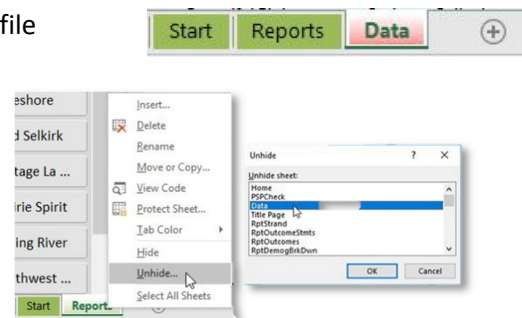 file
Start Reports Data
eshore
d Selkirk
tage La ...
irie Spirit
ing River
thwest ...
Start Report
Insert...
Delete
Rename
Move or Copy...
View Code
Protect Sheet...
Tab Color
Hide
Unhide...
Select All Sheets
Unhide
Unhide sheet:
Home
PSPCheck
Data
Title Page
RptStrand
RptOutcomeStmts
RptOutcomes
RptDemogBrkDwn
OK Cancel